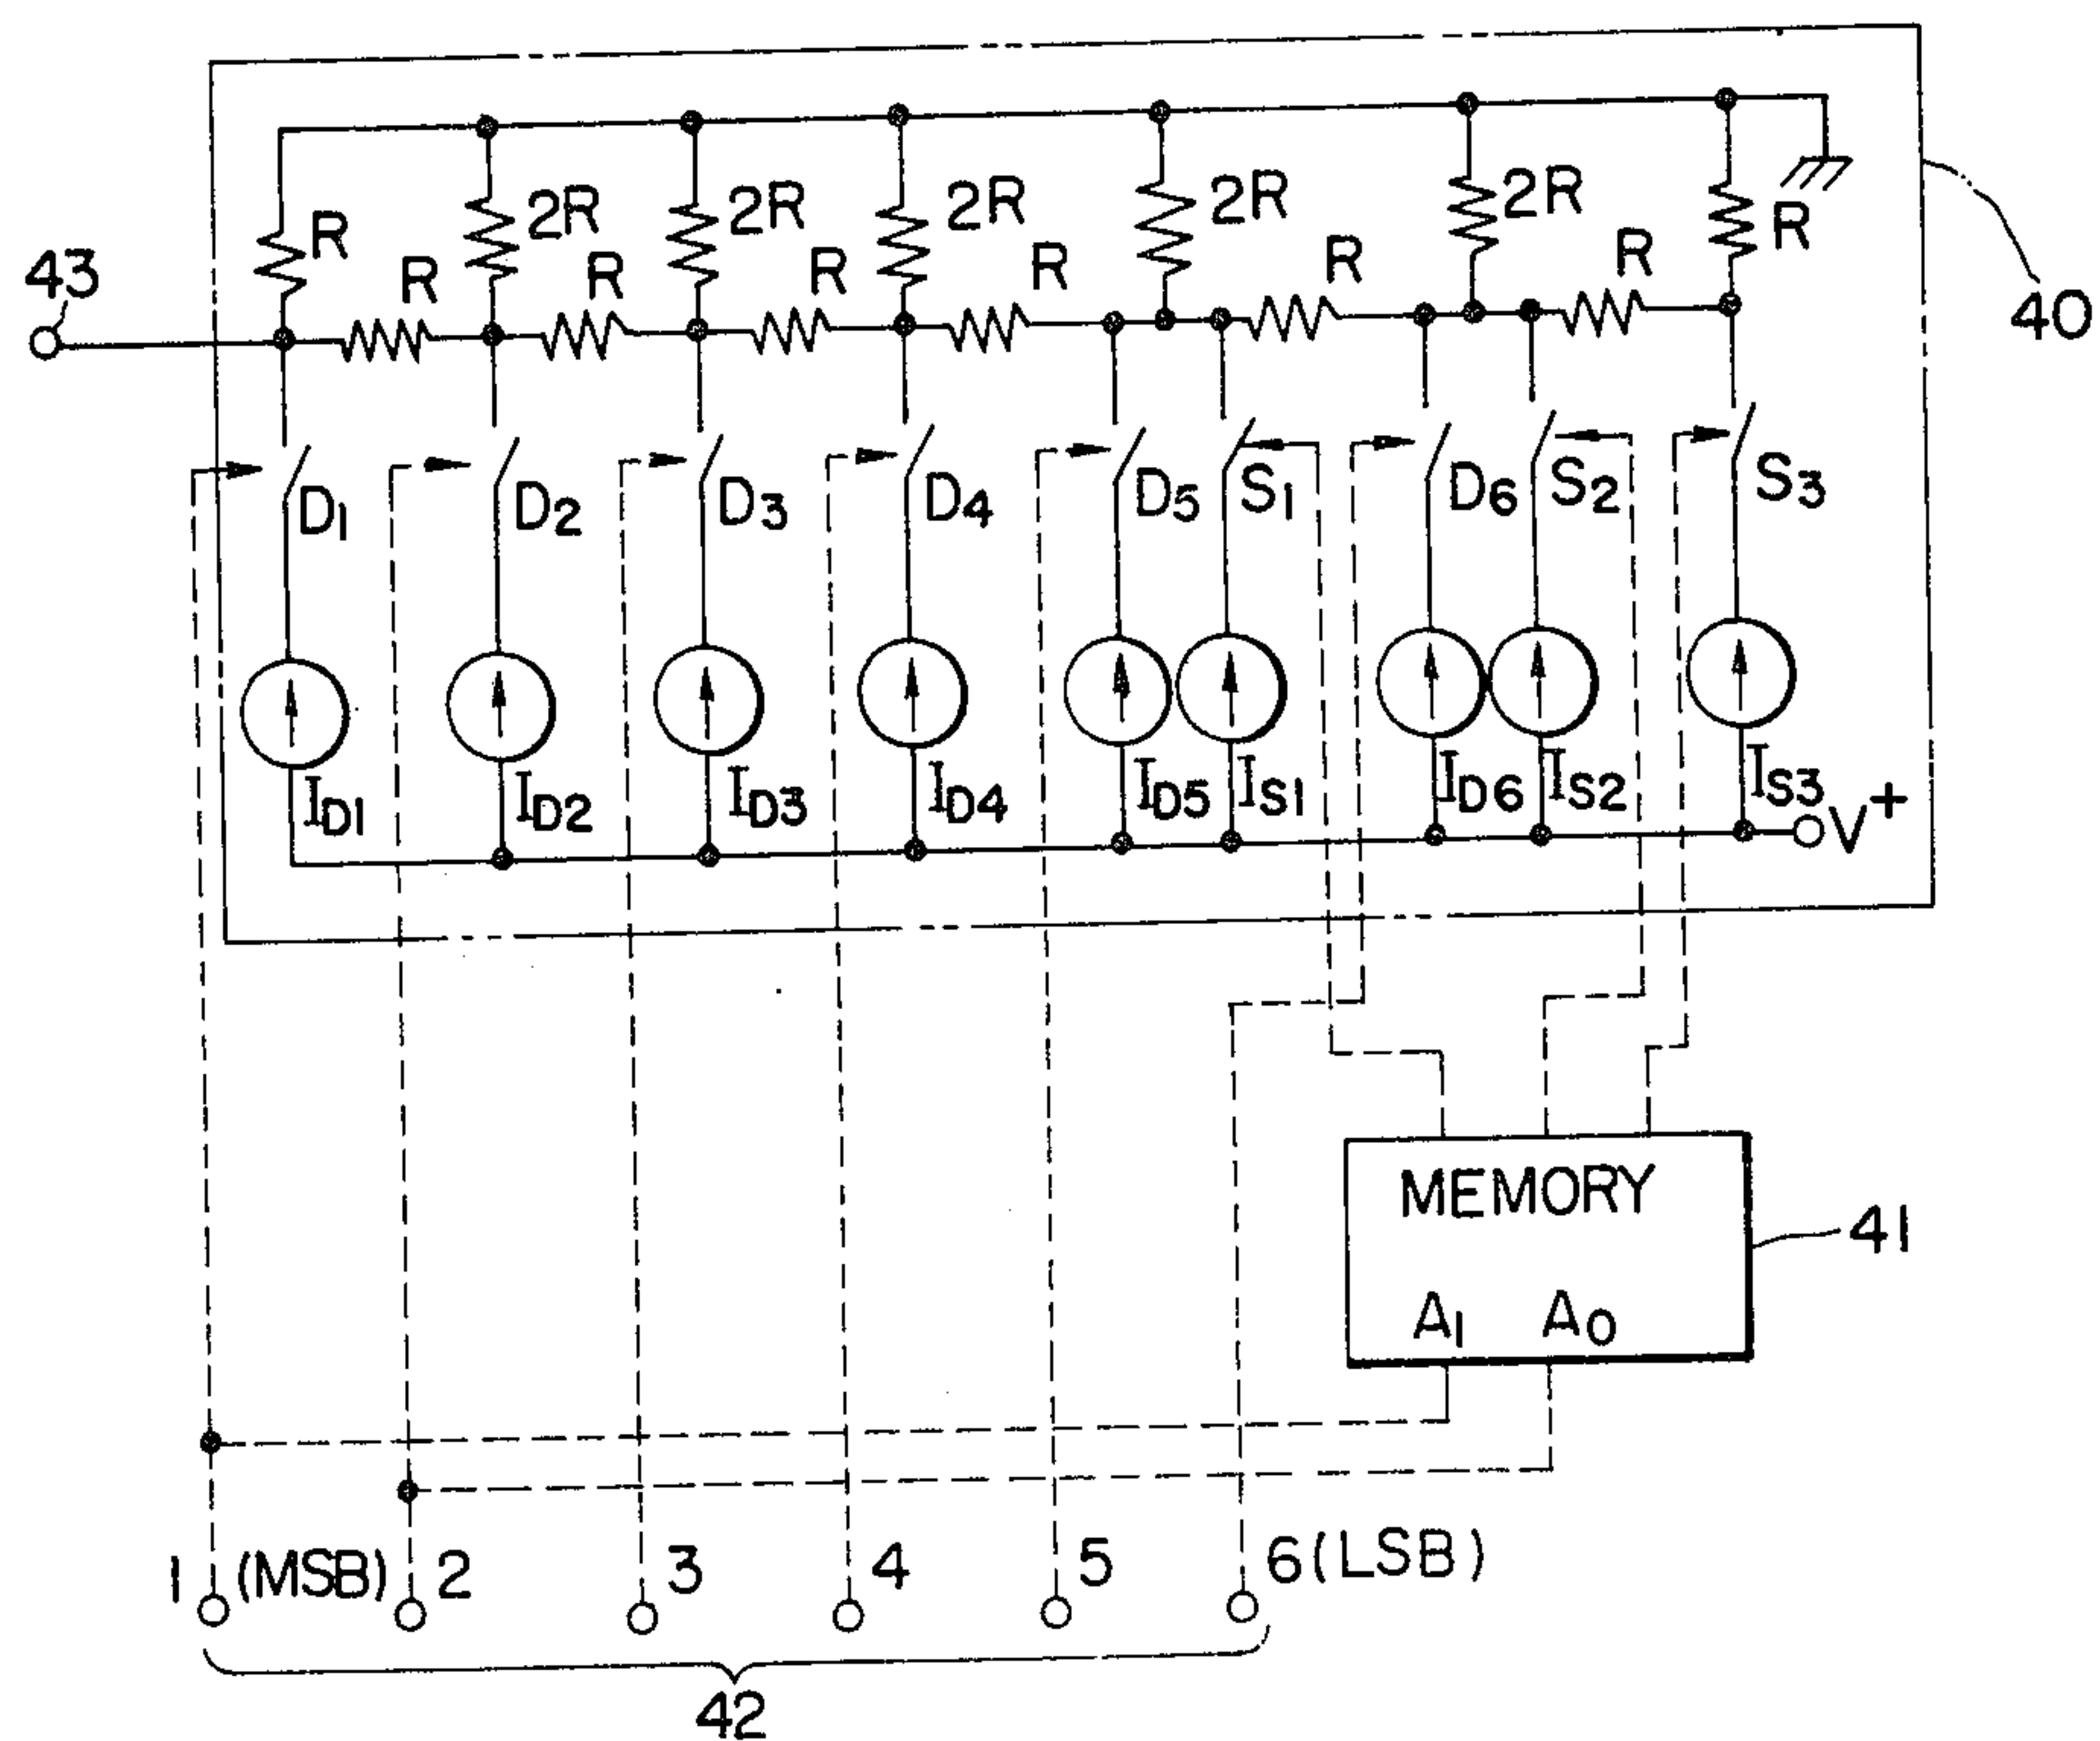 2R 2R 2R 2R 2R
R R
R R R R R R
43
40
D1 D2 D3 D4 D5 S1 D6 S2 S3
ID1 ID2 ID3 ID4 ID5 IS1 ID6 IS2 IS3 V+
MEMORY
41
A1 A0
1 (MSB) 2 3 4 5 6 (LSB)
42